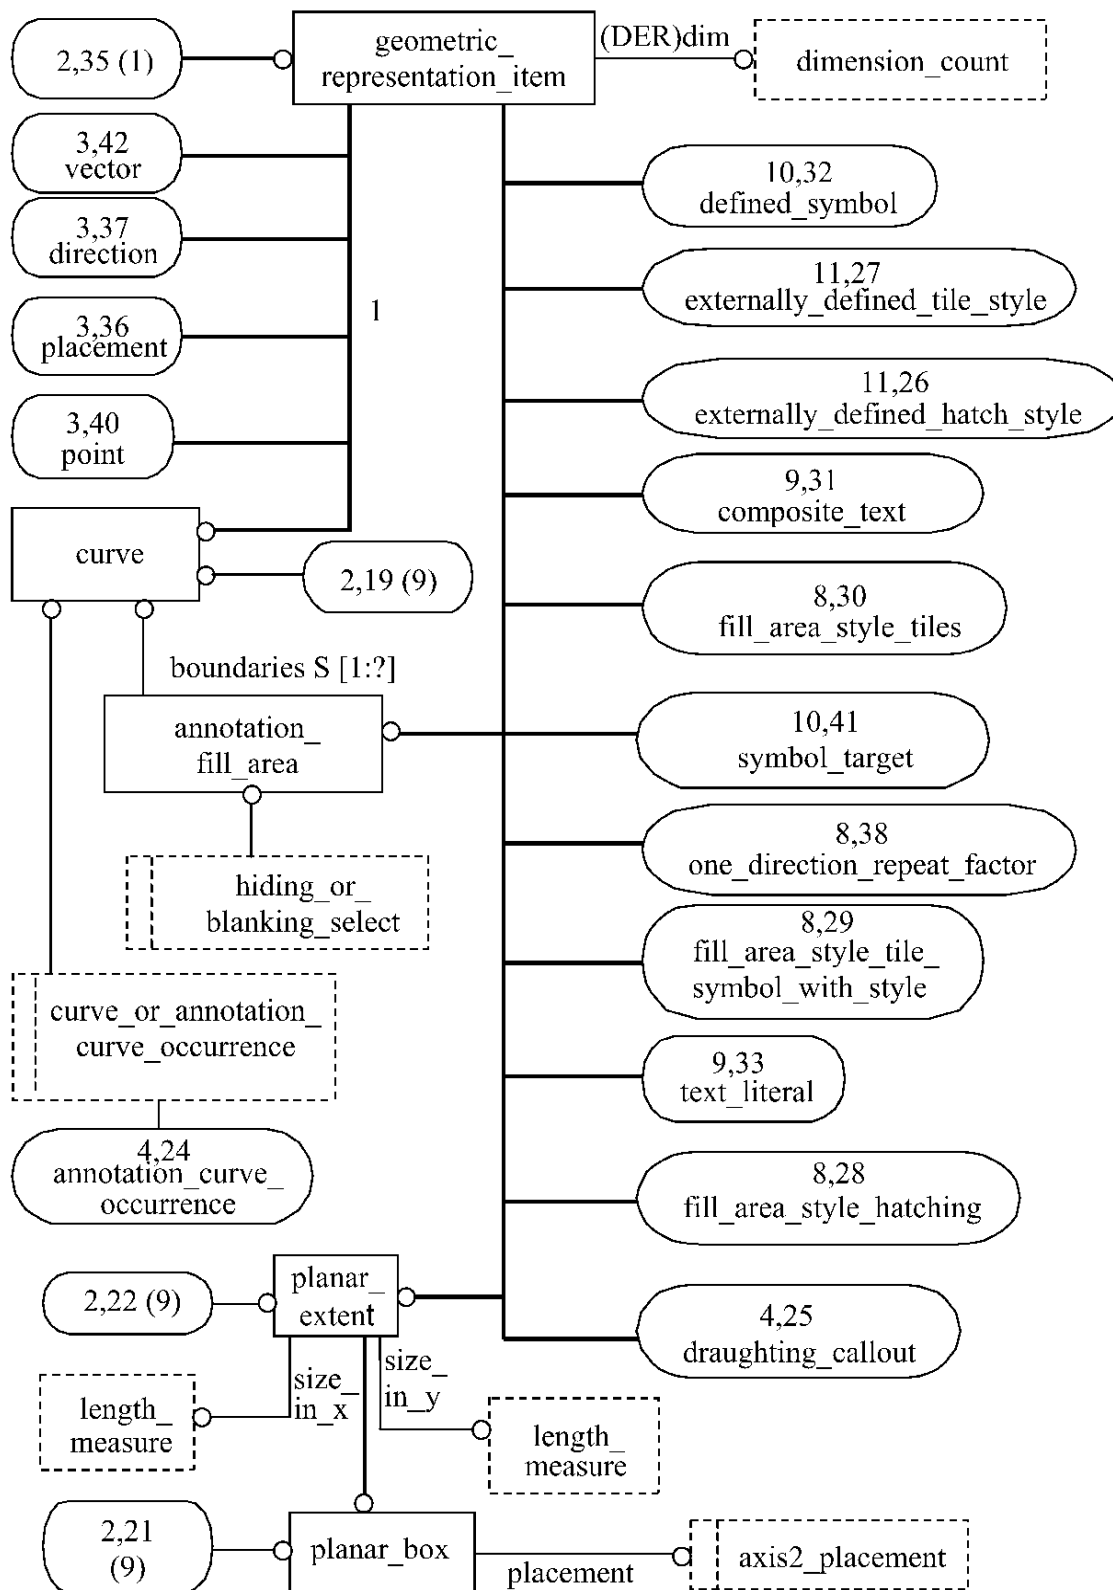 2,35 (1)
geometric_
representation_item
(DER)dim
dimension_count
3,42
vector
10,32
defined_symbol
3,37
direction
11,27
externally_defined_tile_style
1
3,36
placement
11,26
externally_defined_hatch_style
3,40
point
9,31
composite_text
curve
2,19 (9)
8,30
fill_area_style_tiles
boundaries S [1:?]
annotation_
fill_area
10,41
symbol_target
8,38
one_direction_repeat_factor
hiding_or_
blanking_select
8,29
fill_area_style_tile_
symbol_with_style
curve_or_annotation_
curve_occurrence
9,33
text_literal
4,24
annotation_curve_
occurrence
8,28
fill_area_style_hatching
2,22 (9)
planar_
extent
4,25
draughting_callout
size_
in_x
size_
in_y
length_
measure
length_
measure
2,21
(9)
planar_box
placement
axis2_placement